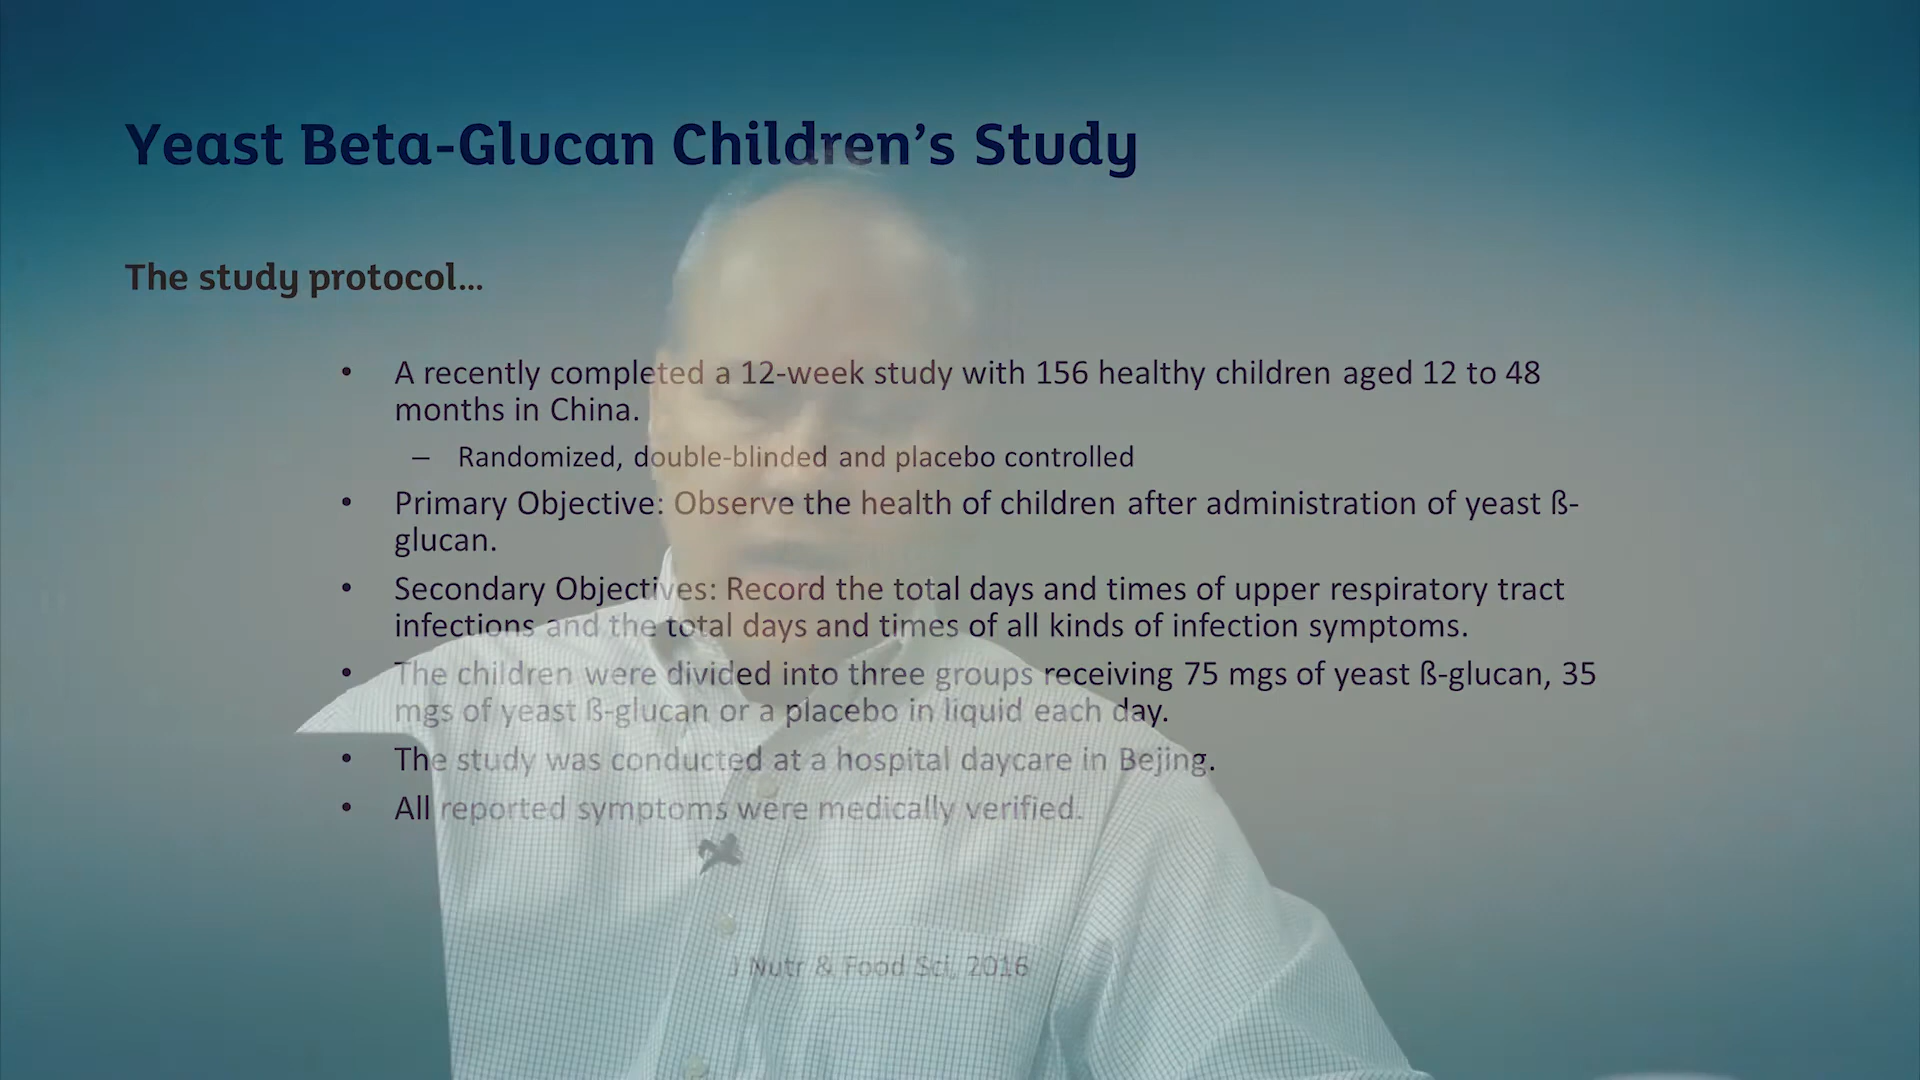 Yeast Beta-Glucan Children's Study
The study protocol...
• A recently completed a 12-week study with 156 healthy children aged 12 to 48
months in China.
– Randomized, double-blinded and placebo controlled
• Primary Objective: Observe the health of children after administration of yeast ß-
glucan.
• Secondary Objectives: Record the total days and times of upper respiratory tract
infections and the total days and times of all kinds of infection symptoms.
• The children were divided into three groups receiving 75 mgs of yeast ß-glucan, 35
mgs of yeast ß-glucan or a placebo in liquid each day.
• The study was conducted at a hospital daycare in Bejing.
• All reported symptoms were medically verified.
J Nutr & Food Sci, 2016